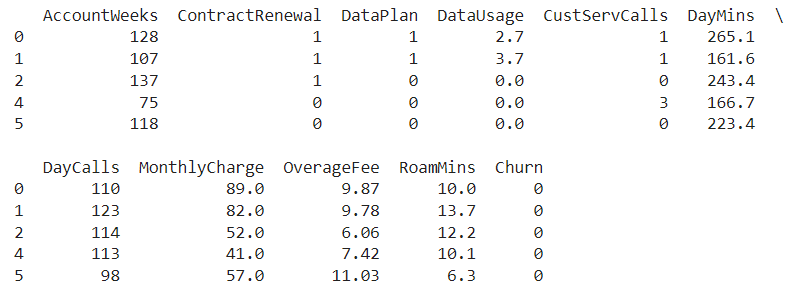 AccountWeeks  ContractRenewal  DataPlan  DataUsage  CustServCalls  DayMins  \
0           128                1         1        2.7              1    265.1
1           107                1         1        3.7              1    161.6
2           137                1         0        0.0              0    243.4
4            75                0         0        0.0              3    166.7
5           118                0         0        0.0              0    223.4
   DayCalls  MonthlyCharge  OverageFee  RoamMins  Churn
0       110           89.0        9.87      10.0      0
1       123           82.0        9.78      13.7      0
2       114           52.0        6.06      12.2      0
4       113           41.0        7.42      10.1      0
5        98           57.0       11.03       6.3      0